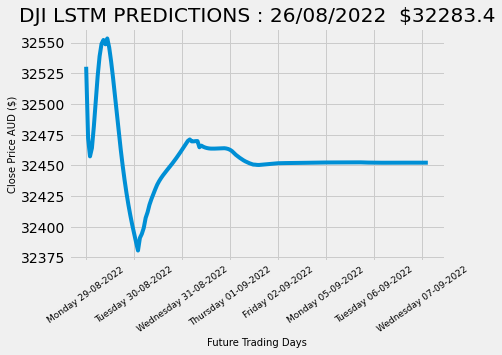 DJI LSTM PREDICTIONS : 26/08/2022  $32283.4
Close Price AUD ($)
32550
32525
32500
32475
32450
32425
32400
32375
Monday 29-08-2022
Tuesday 30-08-2022
Wednesday 31-08-2022
Thursday 01-09-2022
Friday 02-09-2022
Monday 05-09-2022
Tuesday 06-09-2022
Wednesday 07-09-2022
Future Trading Days